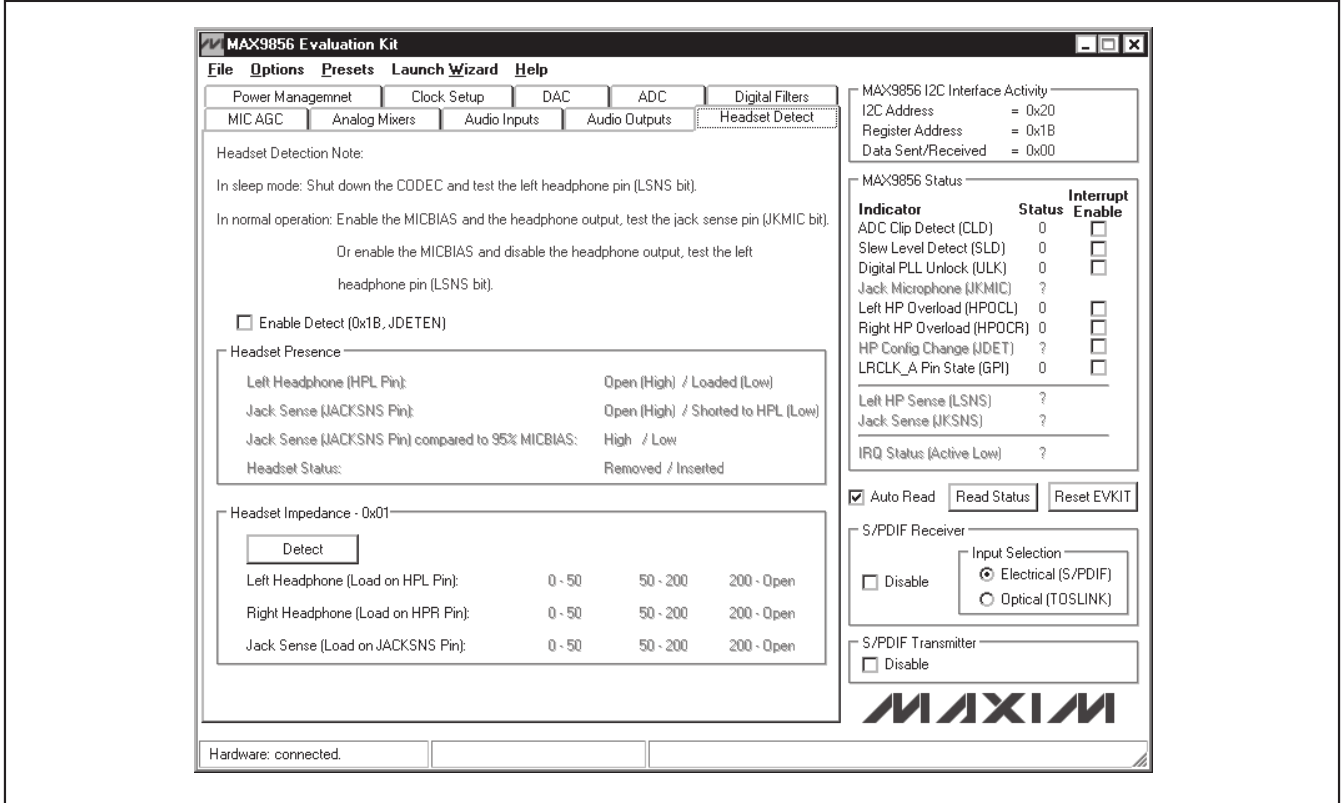 MAX9856 Evaluation Kit
File Options Presets Launch Wizard Help
Power Managemnet Clock Setup DAC ADC Digital Filters
MIC AGC Analog Mixers Audio Inputs Audio Outputs Headset Detect
Headset Detection Note:
In sleep mode: Shut down the CODEC and test the left headphone pin (LSNS bit).
In normal operation: Enable the MICBIAS and the headphone output, test the jack sense pin (JKMIC bit).
Or enable the MICBIAS and disable the headphone output, test the left
headphone pin (LSNS bit).
Enable Detect (0x1B, JDETEN)
Headset Presence
Left Headphone (HPL Pin): Open (High) / Loaded (Low)
Jack Sense (JACKSNS Pin): Open (High) / Shorted to HPL (Low)
Jack Sense (JACKSNS Pin) compared to 95% MICBIAS: High / Low
Headset Status: Removed / Inserted
Headset Impedance - 0x01
Detect
Left Headphone (Load on HPL Pin): 0 - 50 50 - 200 200 - Open
Right Headphone (Load on HPR Pin): 0 - 50 50 - 200 200 - Open
Jack Sense (Load on JACKSNS Pin): 0 - 50 50 - 200 200 - Open
MAX9856 I2C Interface Activity
I2C Address = 0x20
Register Address = 0x1B
Data Sent/Received = 0x00
MAX9856 Status
Interrupt
Indicator Status Enable
ADC Clip Detect (CLD) 0
Slew Level Detect (SLD) 0
Digital PLL Unlock (ULK) 0
Jack Microphone (JKMIC) ?
Left HP Overload (HPOCL) 0
Right HP Overload (HPOCR) 0
HP Config Change (JDET) ?
LRCLK_A Pin State (GPI) 0
Left HP Sense (LSNS) ?
Jack Sense (JKSNS) ?
IRQ Status (Active Low) ?
Auto Read Read Status Reset EVKIT
S/PDIF Receiver
Input Selection
Disable
Electrical (S/PDIF)
Optical (TOSLINK)
S/PDIF Transmitter
Disable
MAXIM
Hardware: connected.